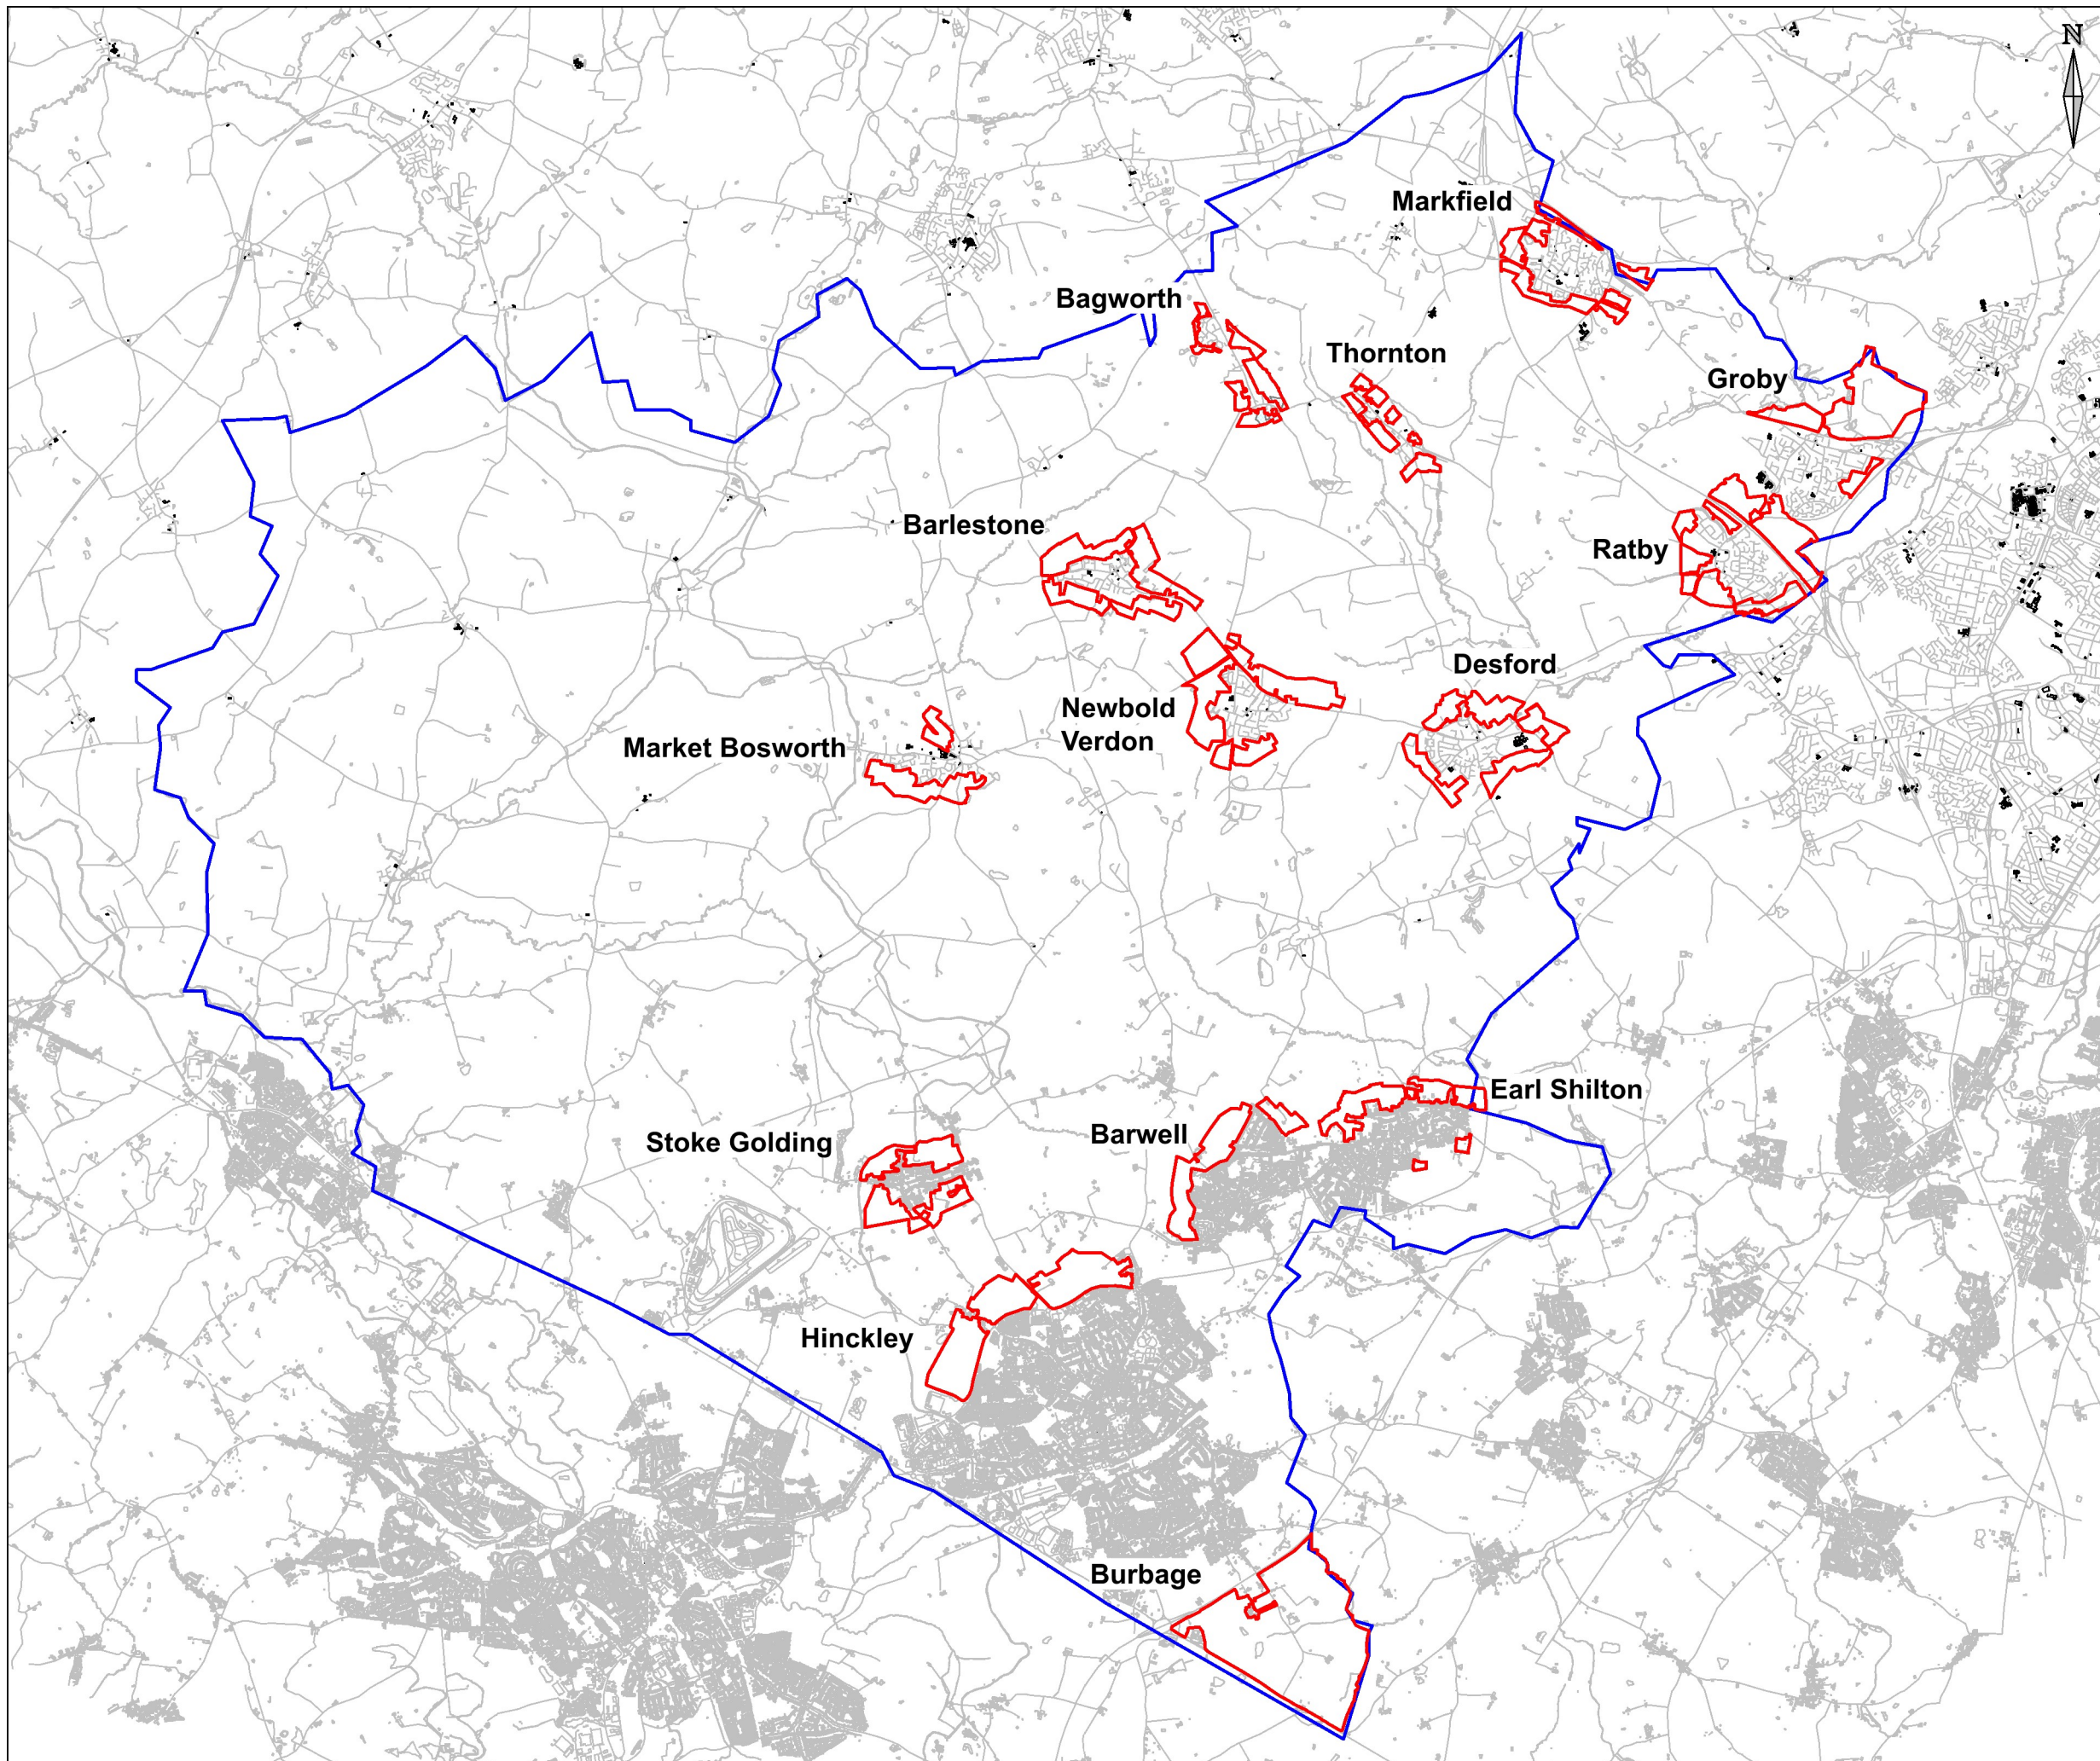 N
Markfield
Bagworth
Thornton
Groby
Barlestone
Ratby
Desford
Newbold
Verdon
Market Bosworth
Earl Shilton
Barwell
Stoke Golding
Hinckley
Burbage